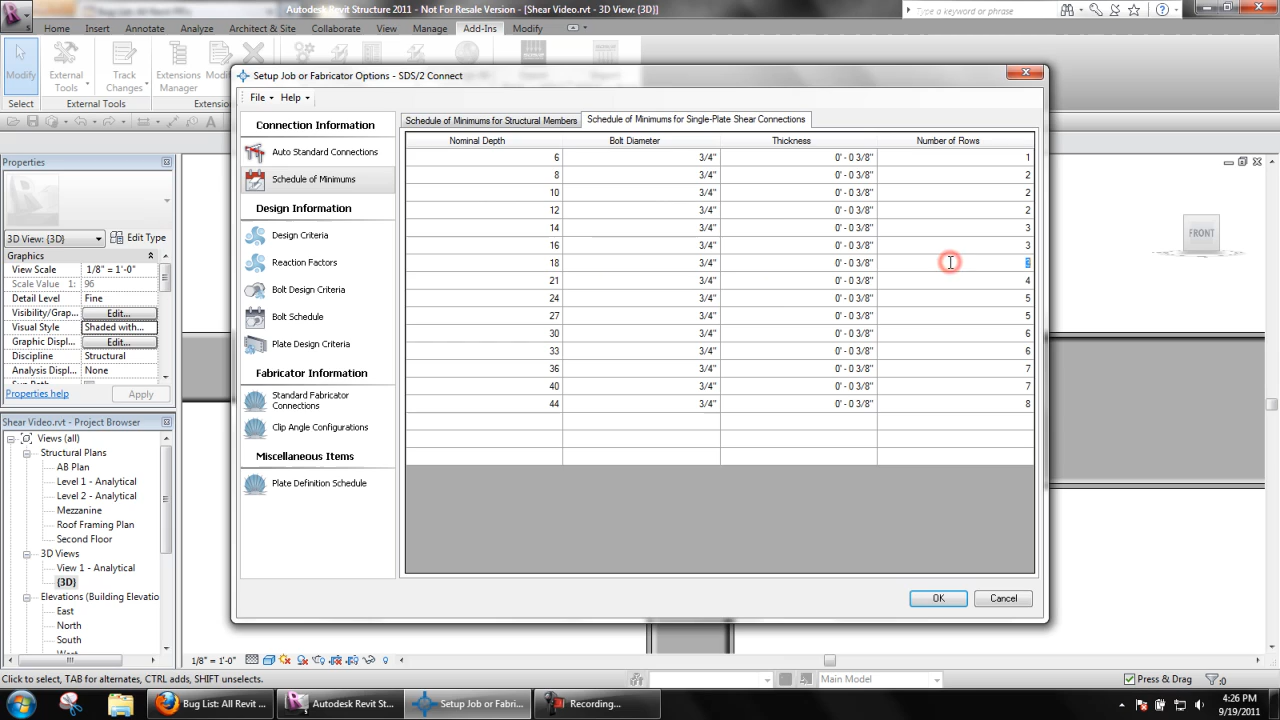 Autodesk Revit Structure 2011 - Not For Resale Version - [Shear Video.rvt - 3D View: {3D}]
Type a keyword or phrase
Home Insert Annotate Analyze Architect & Site Collaborate View Manage Add-Ins Modify
Modify
External Tools
Track Changes
Extensions Manager
Select
External Tools
Setup Job or Fabricator Options - SDS/2 Connect
File Help
Connection Information
Auto Standard Connections
Schedule of Minimums
Design Information
Design Criteria
Reaction Factors
Bolt Design Criteria
Bolt Schedule
Plate Design Criteria
Fabricator Information
Standard Fabricator
Connections
Clip Angle Configurations
Miscellaneous Items
Plate Definition Schedule
Schedule of Minimums for Structural Members Schedule of Minimums for Single-Plate Shear Connections
Nominal Depth Bolt Diameter Thickness Number of Rows
6 3/4" 0' - 0 3/8" 1
8 3/4" 0' - 0 3/8" 2
10 3/4" 0' - 0 3/8" 2
12 3/4" 0' - 0 3/8" 2
14 3/4" 0' - 0 3/8" 3
16 3/4" 0' - 0 3/8" 3
18 3/4" 0' - 0 3/8"
21 3/4" 0' - 0 3/8" 4
24 3/4" 0' - 0 3/8" 5
27 3/4" 0' - 0 3/8" 5
30 3/4" 0' - 0 3/8" 6
33 3/4" 0' - 0 3/8" 6
36 3/4" 0' - 0 3/8" 7
40 3/4" 0' - 0 3/8" 7
44 3/4" 0' - 0 3/8" 8
OK Cancel
Properties
3D View: {3D} Edit Type
Graphics
View Scale 1/8" = 1'-0"
Scale Value 1: 96
Detail Level Fine
Visibility/Grap... Edit...
Visual Style Shaded with...
Graphic Displ... Edit...
Discipline Structural
Analysis Displ... None
Properties help Apply
Shear Video.rvt - Project Browser
Views (all)
Structural Plans
AB Plan
Level 1 - Analytical
Level 2 - Analytical
Mezzanine
Roof Framing Plan
Second Floor
3D Views
View 1 - Analytical
{3D}
Elevations (Building Elevatio
East
North
South
FRONT
1/8" = 1'-0"
Click to select, TAB for alternates, CTRL adds, SHIFT unselects.
Main Model
Press & Drag
:0
Bug List: All Revit ... Autodesk Revit St... Setup Job or Fabri... Recording...
4:26 PM
9/19/2011